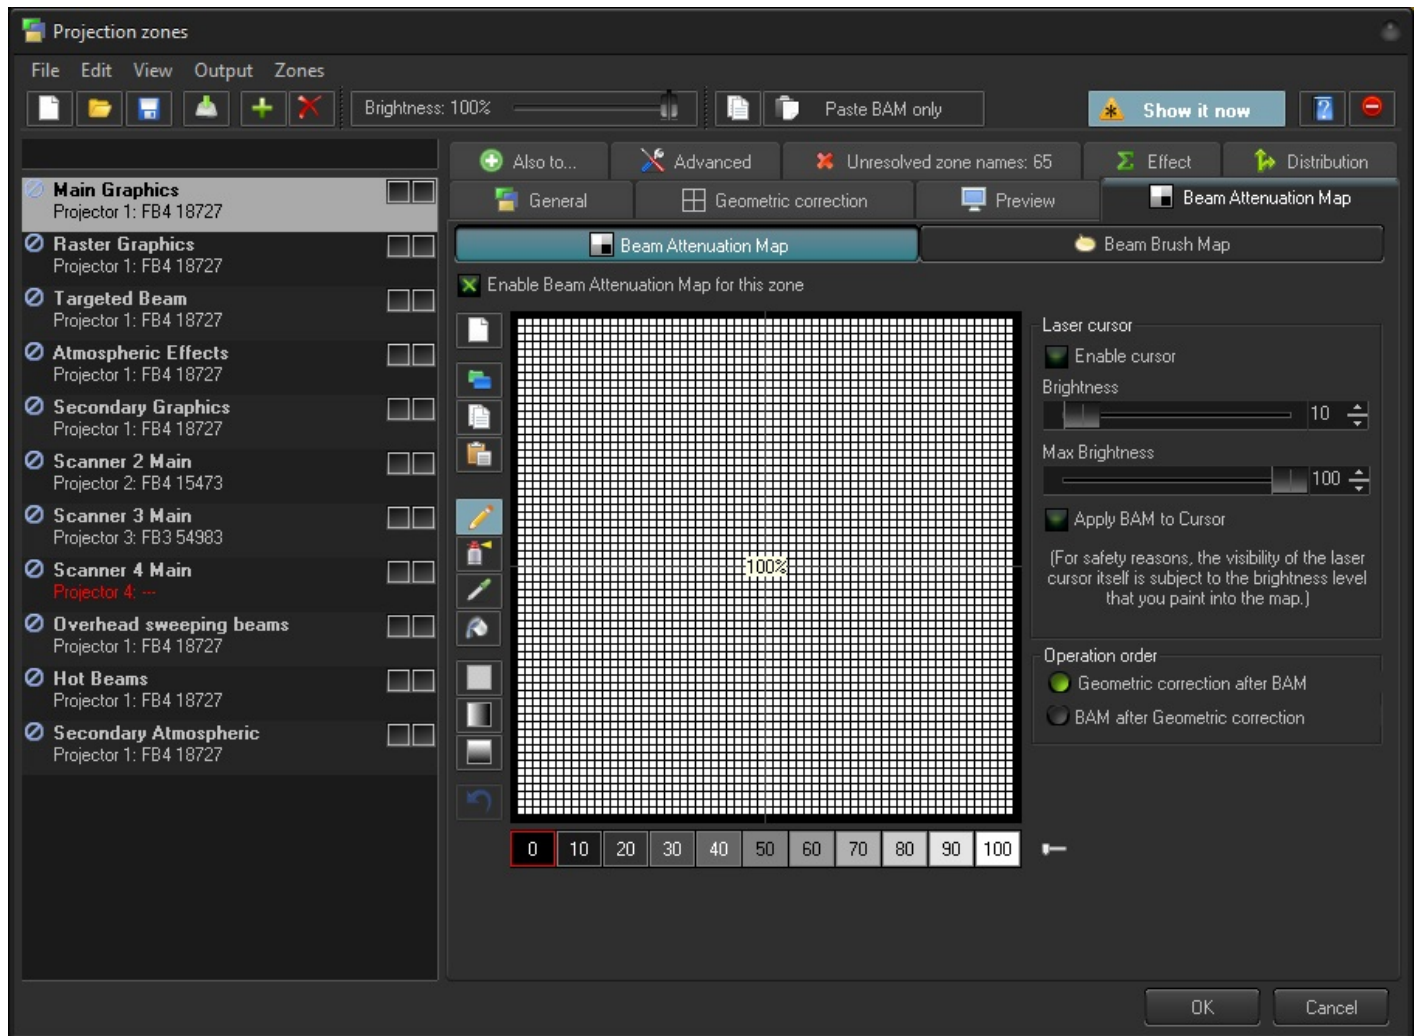 Projection zones
File Edit View Output Zones
Brightness: 100%
Paste BAM only
Show it now
Also to...
Advanced
Unresolved zone names: 65
Effect
Distribution
General
Geometric correction
Preview
Beam Attenuation Map
Beam Attenuation Map
Beam Brush Map
Enable Beam Attenuation Map for this zone
Main Graphics
Projector 1: FB4 18727
Raster Graphics
Projector 1: FB4 18727
Targeted Beam
Projector 1: FB4 18727
Atmospheric Effects
Projector 1: FB4 18727
Secondary Graphics
Projector 1: FB4 18727
Scanner 2 Main
Projector 2: FB4 15473
Scanner 3 Main
Projector 3: FB3 54983
Scanner 4 Main
Projector 4: ---
Overhead sweeping beams
Projector 1: FB4 18727
Hot Beams
Projector 1: FB4 18727
Secondary Atmospheric
Projector 1: FB4 18727
100%
0 10 20 30 40 50 60 70 80 90 100
Laser cursor
Enable cursor
Brightness
10
Max Brightness
100
Apply BAM to Cursor
(For safety reasons, the visibility of the laser
cursor itself is subject to the brightness level
that you paint into the map.)
Operation order
Geometric correction after BAM
BAM after Geometric correction
OK
Cancel